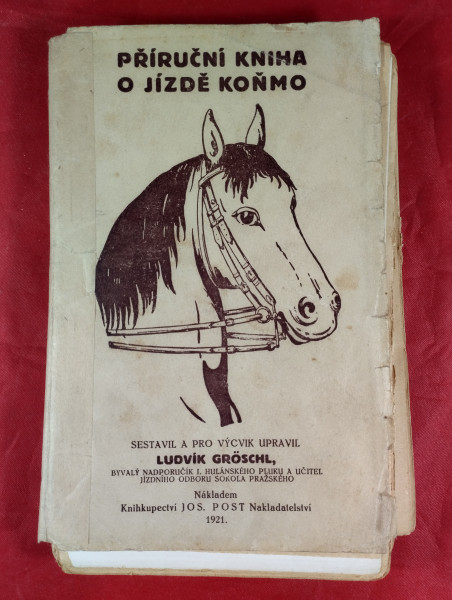 PŘÍRUČNÍ KNIHA
O JÍZDĚ KOŇMO
SESTAVIL A PRO VÝCVIK UPRAVIL
LUDVÍK GRÖSCHL,
BÝVALÝ NADPORUČÍK I. HULÁNSKÉHO PLUKU A UČITEL
JÍZDNÍHO ODBORU SOKOLA PRAŽSKÉHO
Nákladem
Knihkupectví JOS. POST Nakladatelství
1921.